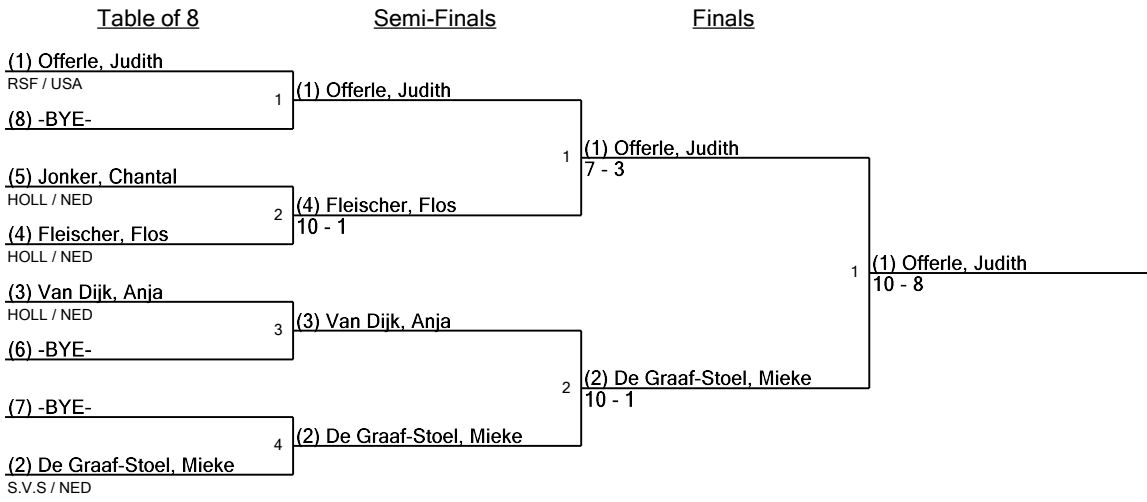 Table of 8 Semi-Finals Finals
(1) Offerle, Judith
RSF / USA
1 (1) Offerle, Judith
(8) -BYE-
1 (1) Offerle, Judith
7 - 3
(5) Jonker, Chantal
HOLL / NED
2 (4) Fleischer, Flos
10 - 1
(4) Fleischer, Flos
HOLL / NED
1 (1) Offerle, Judith
10 - 8
(3) Van Dijk, Anja
HOLL / NED
3 (3) Van Dijk, Anja
(6) -BYE-
2 (2) De Graaf-Stoel, Mieke
10 - 1
(7) -BYE-
4 (2) De Graaf-Stoel, Mieke
(2) De Graaf-Stoel, Mieke
S.V.S / NED